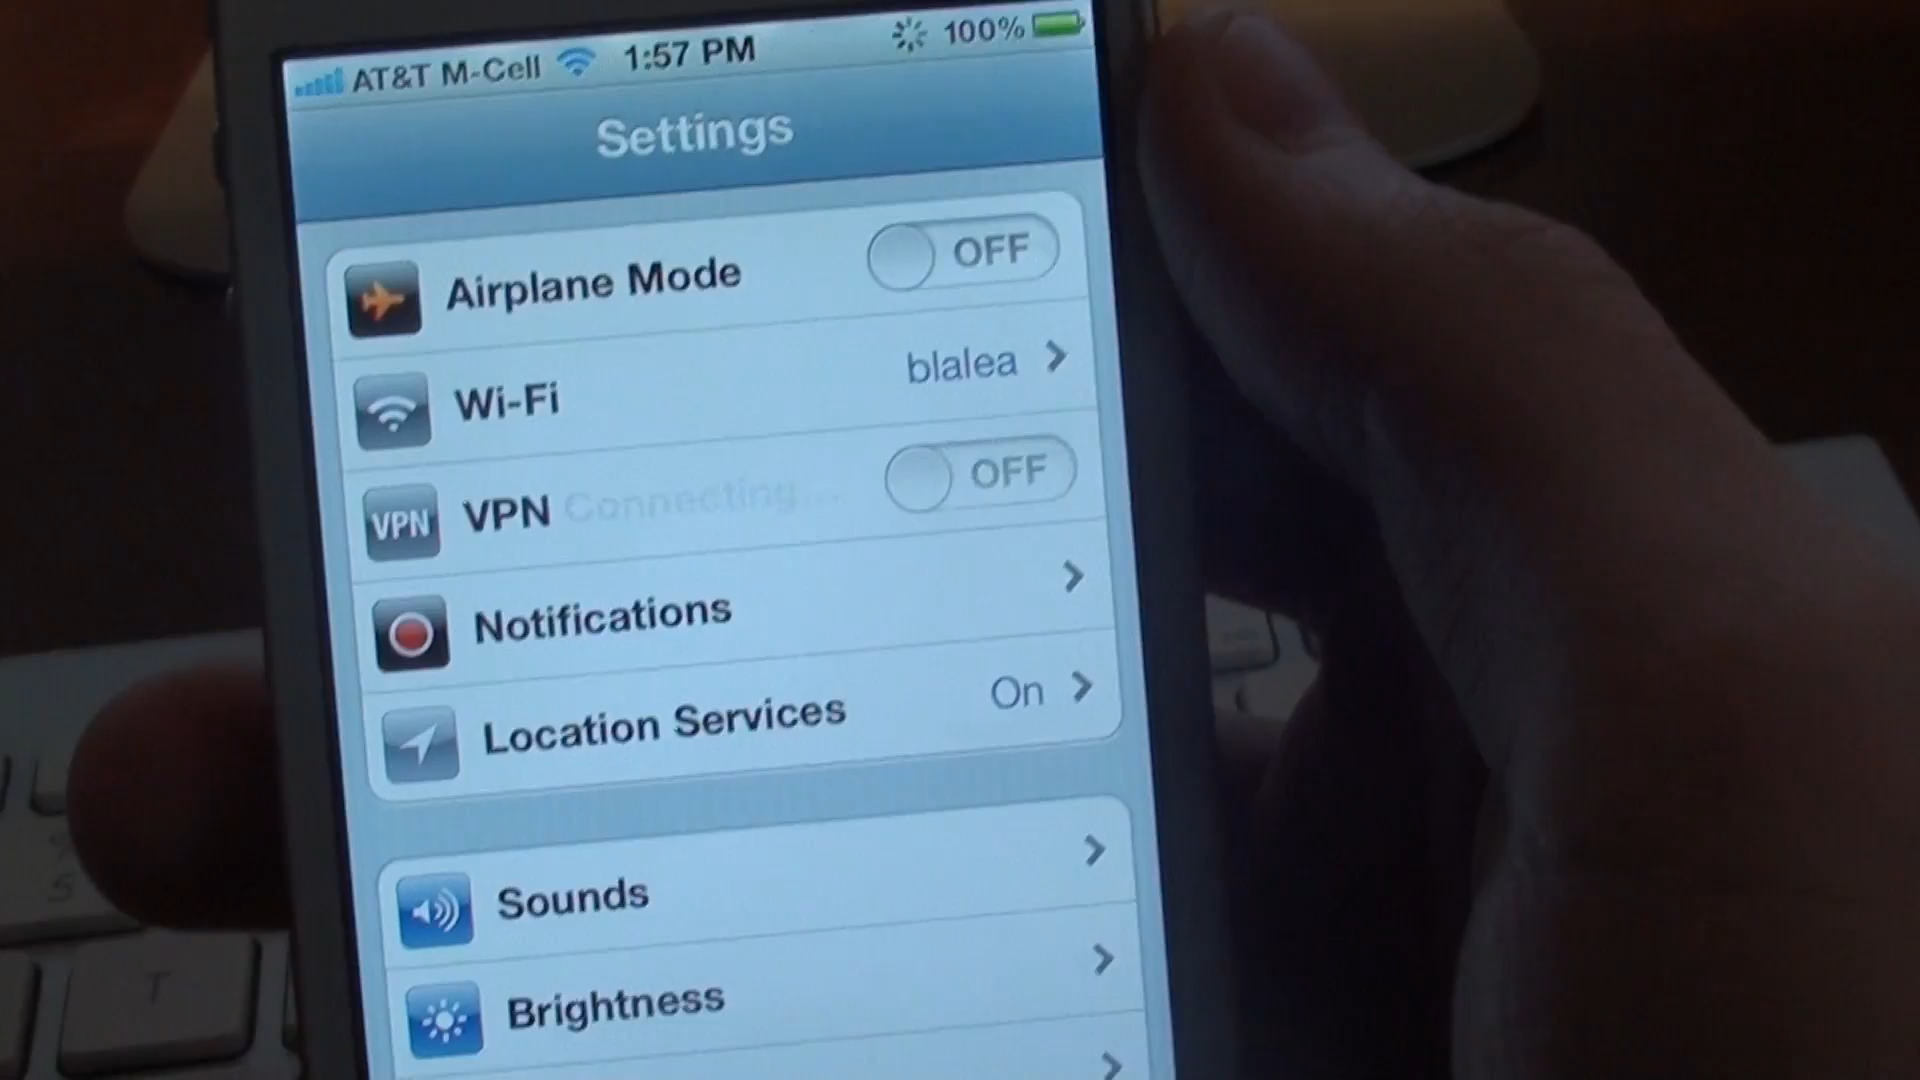 AT&T M-Cell 1:57 PM 100%
Settings
Airplane Mode OFF
Wi-Fi blalea
VPN VPN Connecting... OFF
Notifications
Location Services On
Sounds
Brightness
T
S